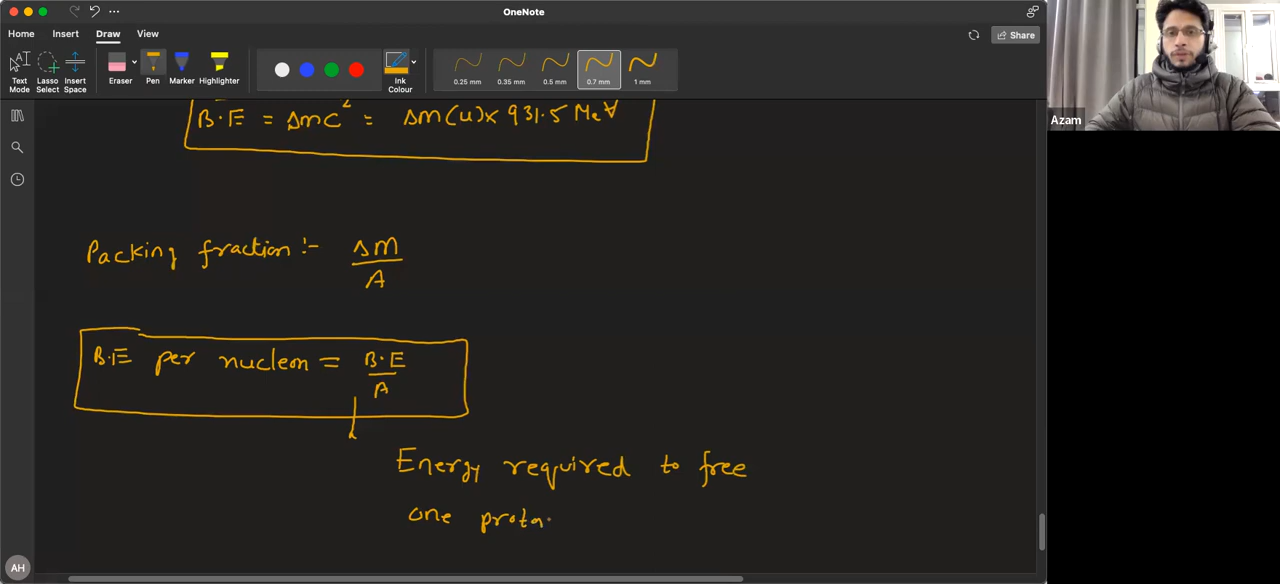 OneNote
Home Insert Draw View
Share
Text Mode
Lasso Select
Insert Space
Eraser
Pen
Marker
Highlighter
Ink Colour
0.25 mm 0.35 mm 0.5 mm 0.7 mm 1 mm
Azam
B.E = Δmc² = Δm(u)x 931.5 MeV
Packing fraction :- ΔM/A
B.E per nucleon = B.E/A
Energy required to free
one proto
AH